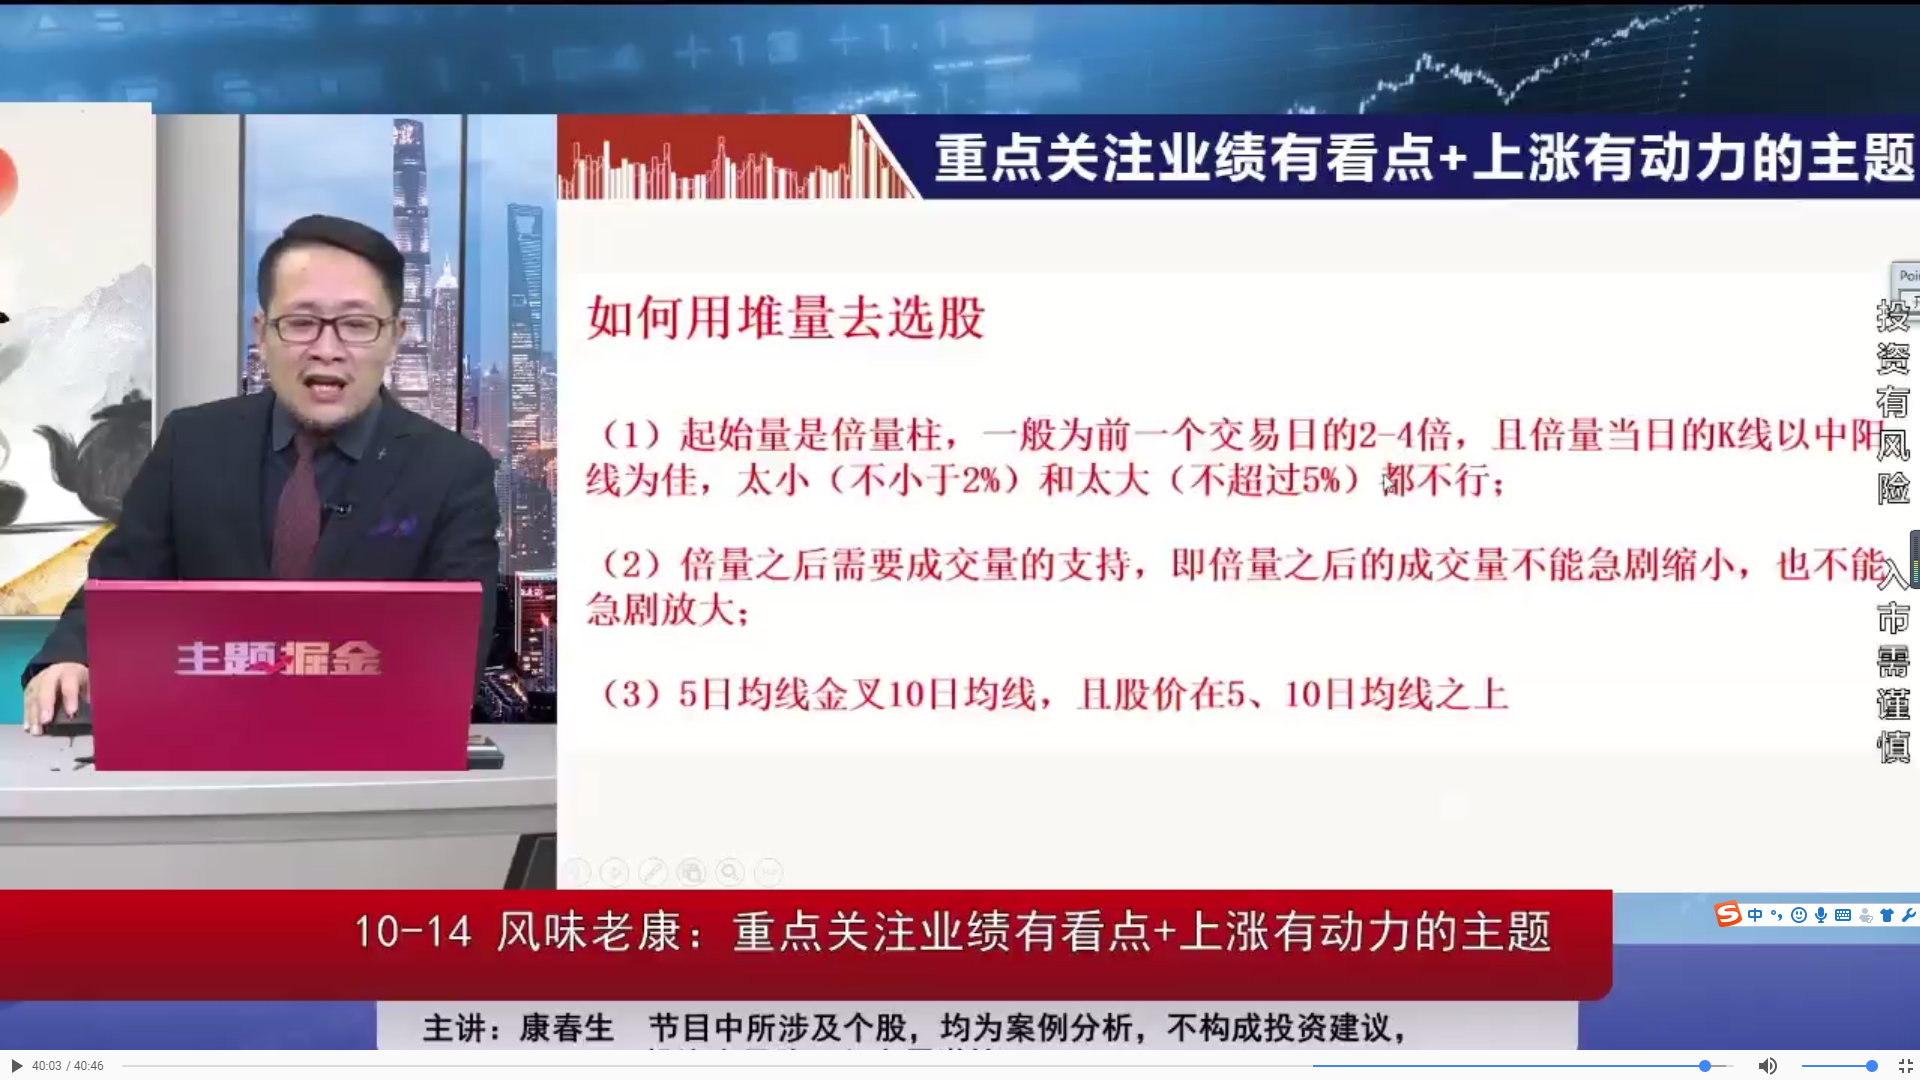 重点关注业绩有看点+上涨有动力的主题
如何用堆量去选股
（1）起始量是倍量柱，一般为前一个交易日的2-4倍，且倍量当日的K线以中阳
线为佳，太小（不小于2%）和太大（不超过5%）都不行；
（2）倍量之后需要成交量的支持，即倍量之后的成交量不能急剧缩小，也不能
急剧放大；
（3）5日均线金叉10日均线，且股价在5、10日均线之上
投资有风险 入市需谨慎
主题掘金
10-14 风味老康：重点关注业绩有看点+上涨有动力的主题
中
主讲：康春生 节目中所涉及个股，均为案例分析，不构成投资建议，
40:03 / 40:46